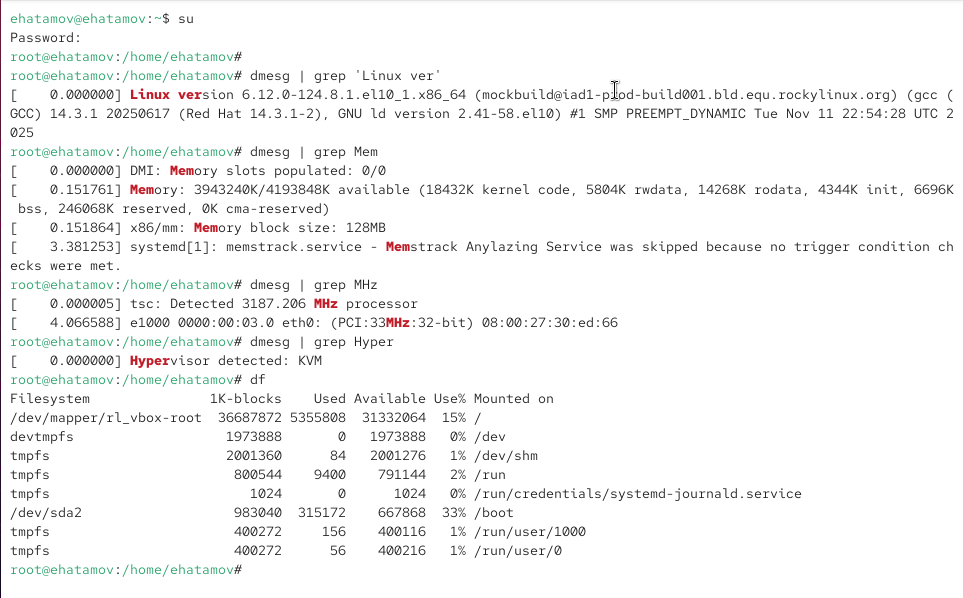 ehatamov@ehatamov:~$ su
Password:
root@ehatamov:/home/ehatamov#
root@ehatamov:/home/ehatamov# dmesg | grep 'Linux ver'
[    0.000000] Linux version 6.12.0-124.8.1.el10_1.x86_64 (mockbuild@iad1-prod-build001.bld.equ.rockylinux.org) (gcc (
GCC) 14.3.1 20250617 (Red Hat 14.3.1-2), GNU ld version 2.41-58.el10) #1 SMP PREEMPT_DYNAMIC Tue Nov 11 22:54:28 UTC 2
025
root@ehatamov:/home/ehatamov# dmesg | grep Mem
[    0.000000] DMI: Memory slots populated: 0/0
[    0.151761] Memory: 3943240K/4193848K available (18432K kernel code, 5804K rwdata, 14268K rodata, 4344K init, 6696K
 bss, 246068K reserved, 0K cma-reserved)
[    0.151864] x86/mm: Memory block size: 128MB
[    3.381253] systemd[1]: memstrack.service - Memstrack Anylazing Service was skipped because no trigger condition ch
ecks were met.
root@ehatamov:/home/ehatamov# dmesg | grep MHz
[    0.000005] tsc: Detected 3187.206 MHz processor
[    4.066588] e1000 0000:00:03.0 eth0: (PCI:33MHz:32-bit) 08:00:27:30:ed:66
root@ehatamov:/home/ehatamov# dmesg | grep Hyper
[    0.000000] Hypervisor detected: KVM
root@ehatamov:/home/ehatamov# df
Filesystem              1K-blocks    Used Available Use% Mounted on
/dev/mapper/rl_vbox-root  36687872 5355808  31332064  15% /
devtmpfs                   1973888       0   1973888   0% /dev
tmpfs                      2001360      84   2001276   1% /dev/shm
tmpfs                       800544    9400    791144   2% /run
tmpfs                         1024       0      1024   0% /run/credentials/systemd-journald.service
/dev/sda2                   983040  315172    667868  33% /boot
tmpfs                       400272     156    400116   1% /run/user/1000
tmpfs                       400272      56    400216   1% /run/user/0
root@ehatamov:/home/ehatamov#